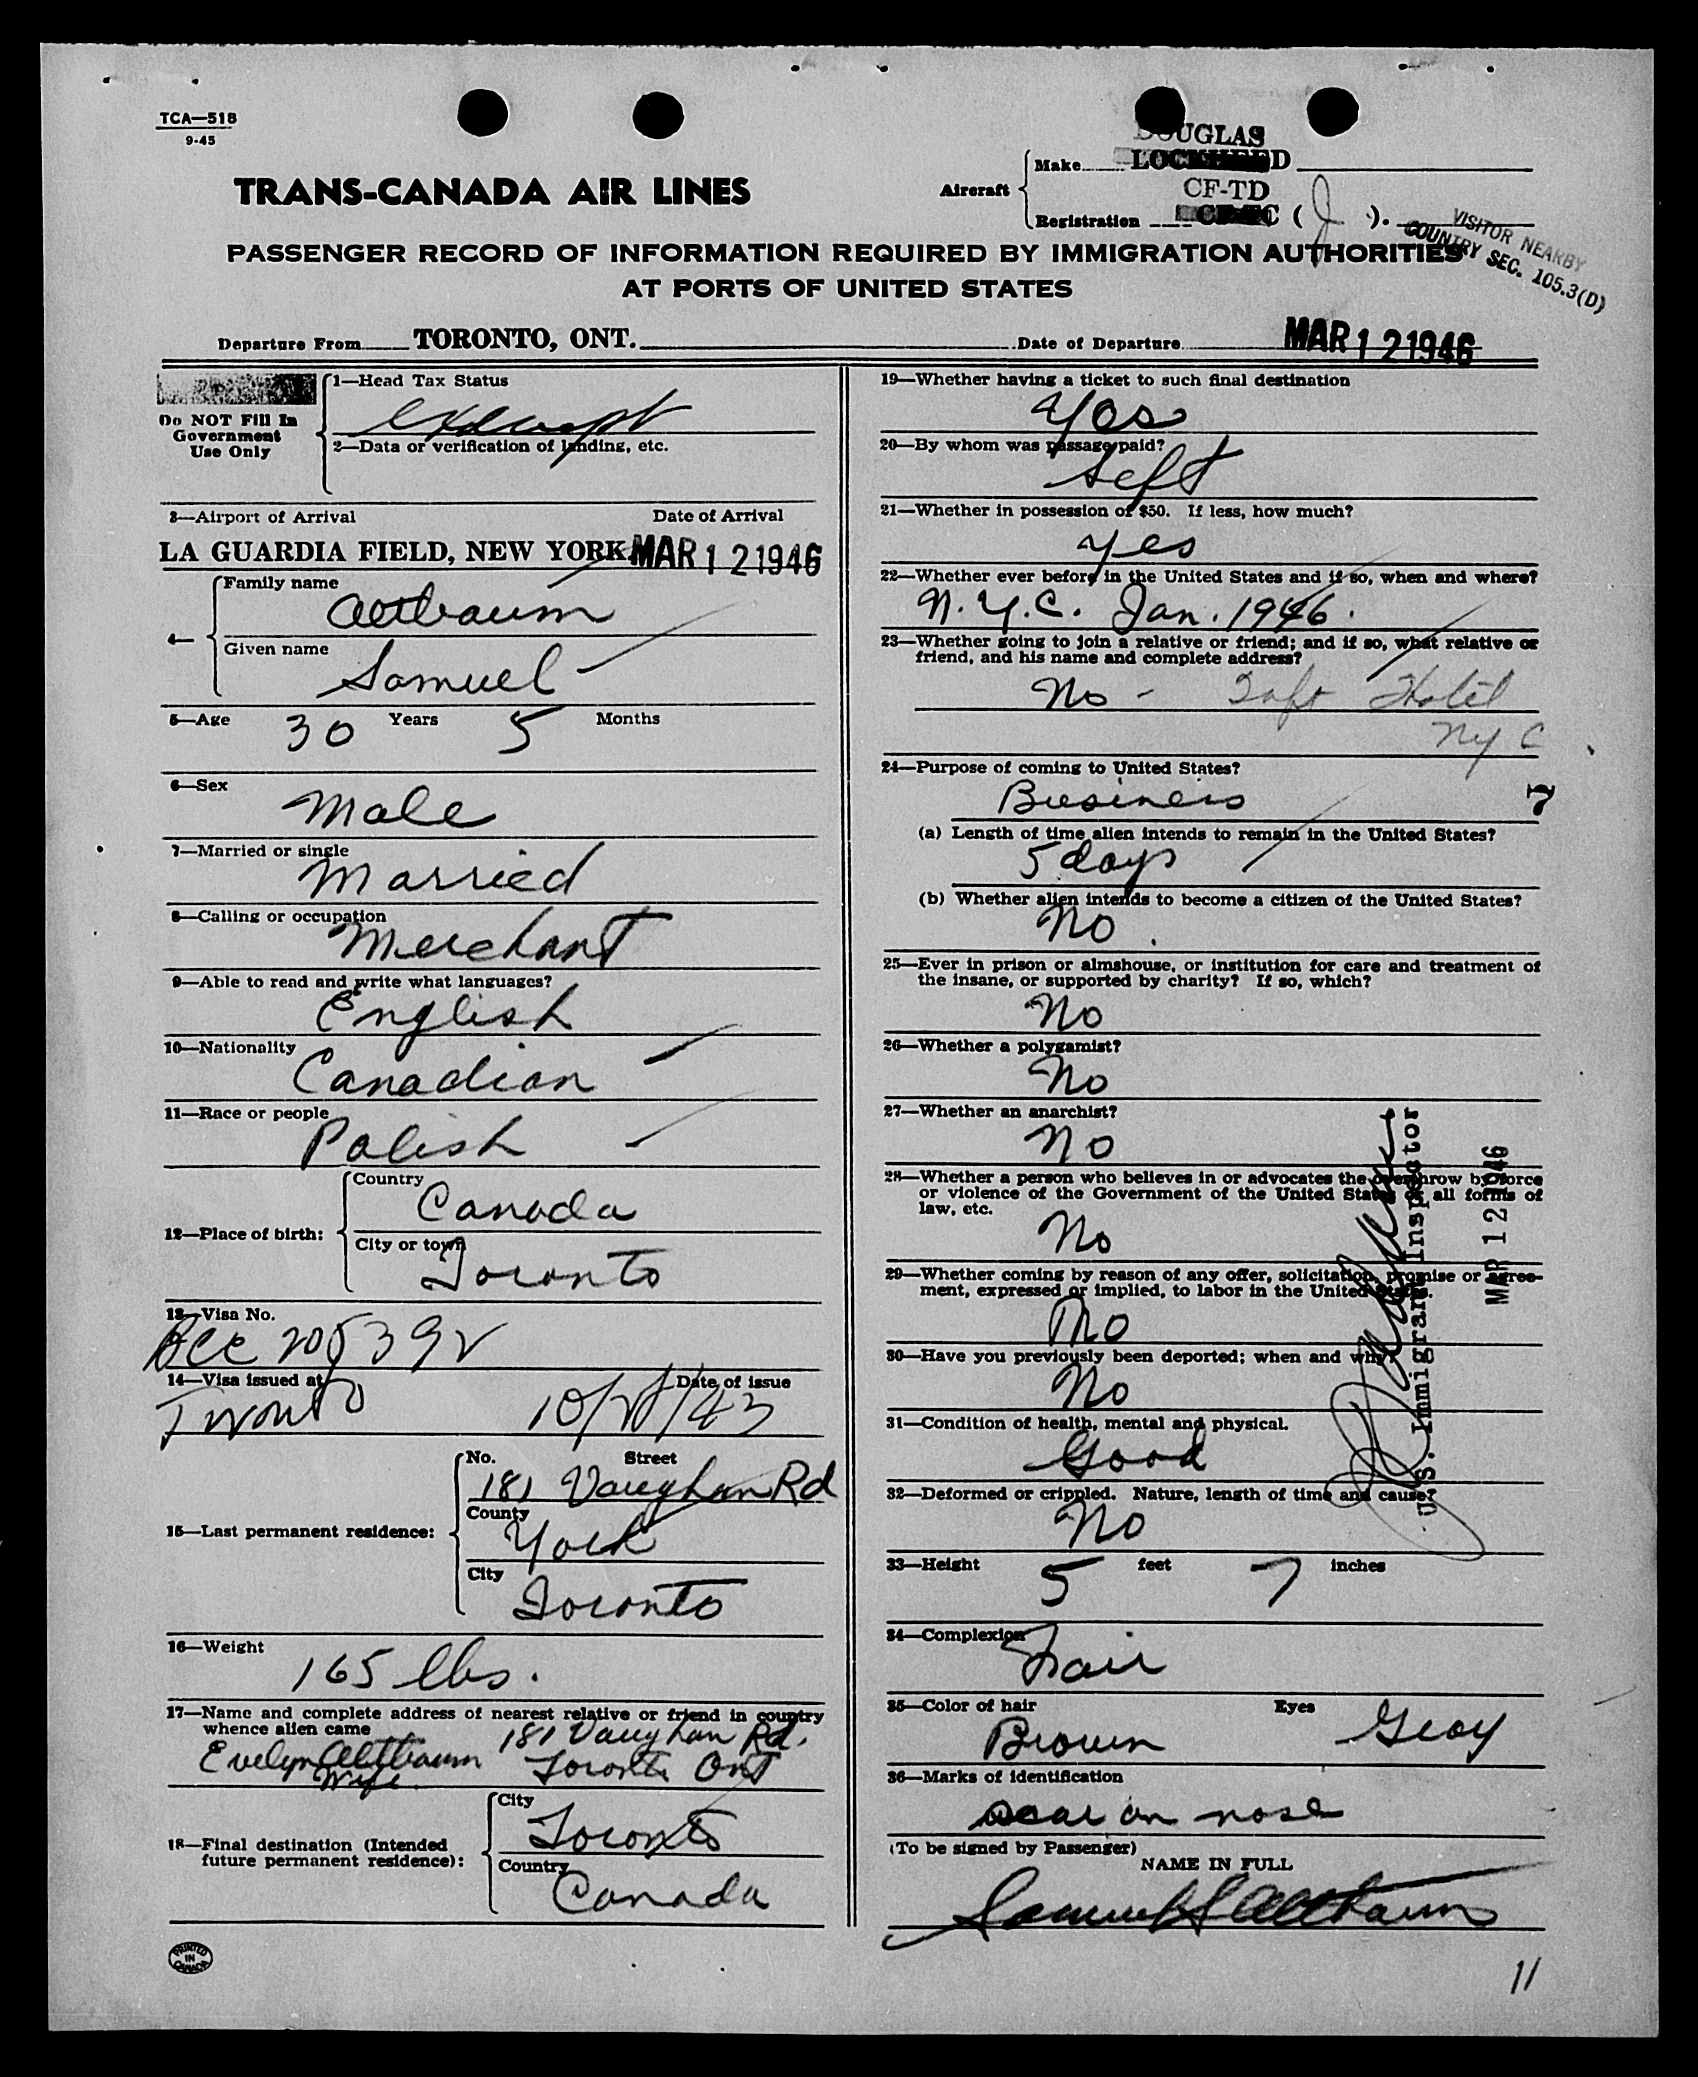 TCA—518
9-45
TRANS-CANADA AIR LINES
Aircraft
Make
DOUGLAS
LOCKHEED
CF-TD
Registration
( J ).
VISITOR NEARBY
COUNTRY SEC. 105.3(D)
PASSENGER RECORD OF INFORMATION REQUIRED BY IMMIGRATION AUTHORITIES
AT PORTS OF UNITED STATES
Departure From TORONTO, ONT. Date of Departure MAR 12 1946
Do NOT Fill In
Government
Use Only
1—Head Tax Status
exempt
2—Data or verification of landing, etc.
3—Airport of Arrival Date of Arrival
LA GUARDIA FIELD, NEW YORK MAR 12 1946
4—
Family name
Altbaum
Given name
Samuel
5—Age 30 Years 5 Months
6—Sex
Male
7—Married or single
Married
8—Calling or occupation
Merchant
9—Able to read and write what languages?
English
10—Nationality
Canadian
11—Race or people
Polish
12—Place of birth:
Country
Canada
City or town
Toronto
13—Visa No.
BCC 205392
14—Visa issued at Date of issue
Toronto 10/21/43
15—Last permanent residence:
No. Street
181 Vaughan Rd
County
York
City
Toronto
16—Weight
165 lbs.
17—Name and complete address of nearest relative or friend in country
whence alien came
181 Vaughan Rd.
Evelyn Altbaum Toronto Ont
Wife.
18—Final destination (Intended
future permanent residence):
City
Toronto
Country
Canada
PRINTED
IN
CANADA
19—Whether having a ticket to such final destination
Yes
20—By whom was passage paid?
self
21—Whether in possession of $50. If less, how much?
yes
22—Whether ever before in the United States and if so, when and where?
N.Y.C. Jan. 1946.
23—Whether going to join a relative or friend; and if so, what relative or
friend, and his name and complete address?
No - Taft Hotel
NY C
24—Purpose of coming to United States?
Business
7
(a) Length of time alien intends to remain in the United States?
5 days
(b) Whether alien intends to become a citizen of the United States?
No.
25—Ever in prison or almshouse, or institution for care and treatment of
the insane, or supported by charity? If so, which?
No
26—Whether a polygamist?
No
27—Whether an anarchist?
No
28—Whether a person who believes in or advocates the overthrow by force
or violence of the Government of the United States or all forms of
law, etc.
No
29—Whether coming by reason of any offer, solicitation, promise or agree-
ment, expressed or implied, to labor in the United States.
No
30—Have you previously been deported; when and why?
No
31—Condition of health, mental and physical.
Good
32—Deformed or crippled. Nature, length of time and cause?
No
33—Height 5 feet 7 inches
34—Complexion
Fair
35—Color of hair Eyes
Brown Gray
36—Marks of identification
scar on nose
(To be signed by Passenger)
NAME IN FULL
Samuel S Altbaum
U.S. Immigrant Inspector
MAR 12 1946
11